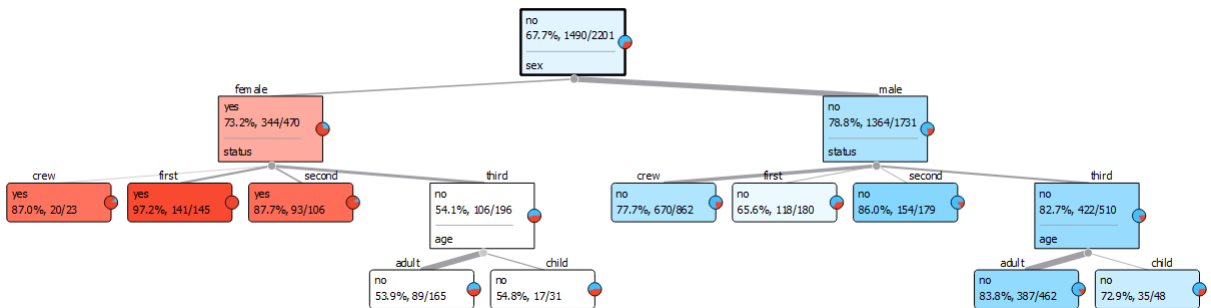 no
67.7%, 1490/2201
sex
female
male
yes
73.2%, 344/470
status
no
78.8%, 1364/1731
status
crew
first
second
third
crew
first
second
third
yes
87.0%, 20/23
yes
97.2%, 141/145
yes
87.7%, 93/106
no
54.1%, 106/196
age
no
77.7%, 670/862
no
65.6%, 118/180
no
86.0%, 154/179
no
82.7%, 422/510
age
adult
child
adult
child
no
53.9%, 89/165
no
54.8%, 17/31
no
83.8%, 387/462
no
72.9%, 35/48